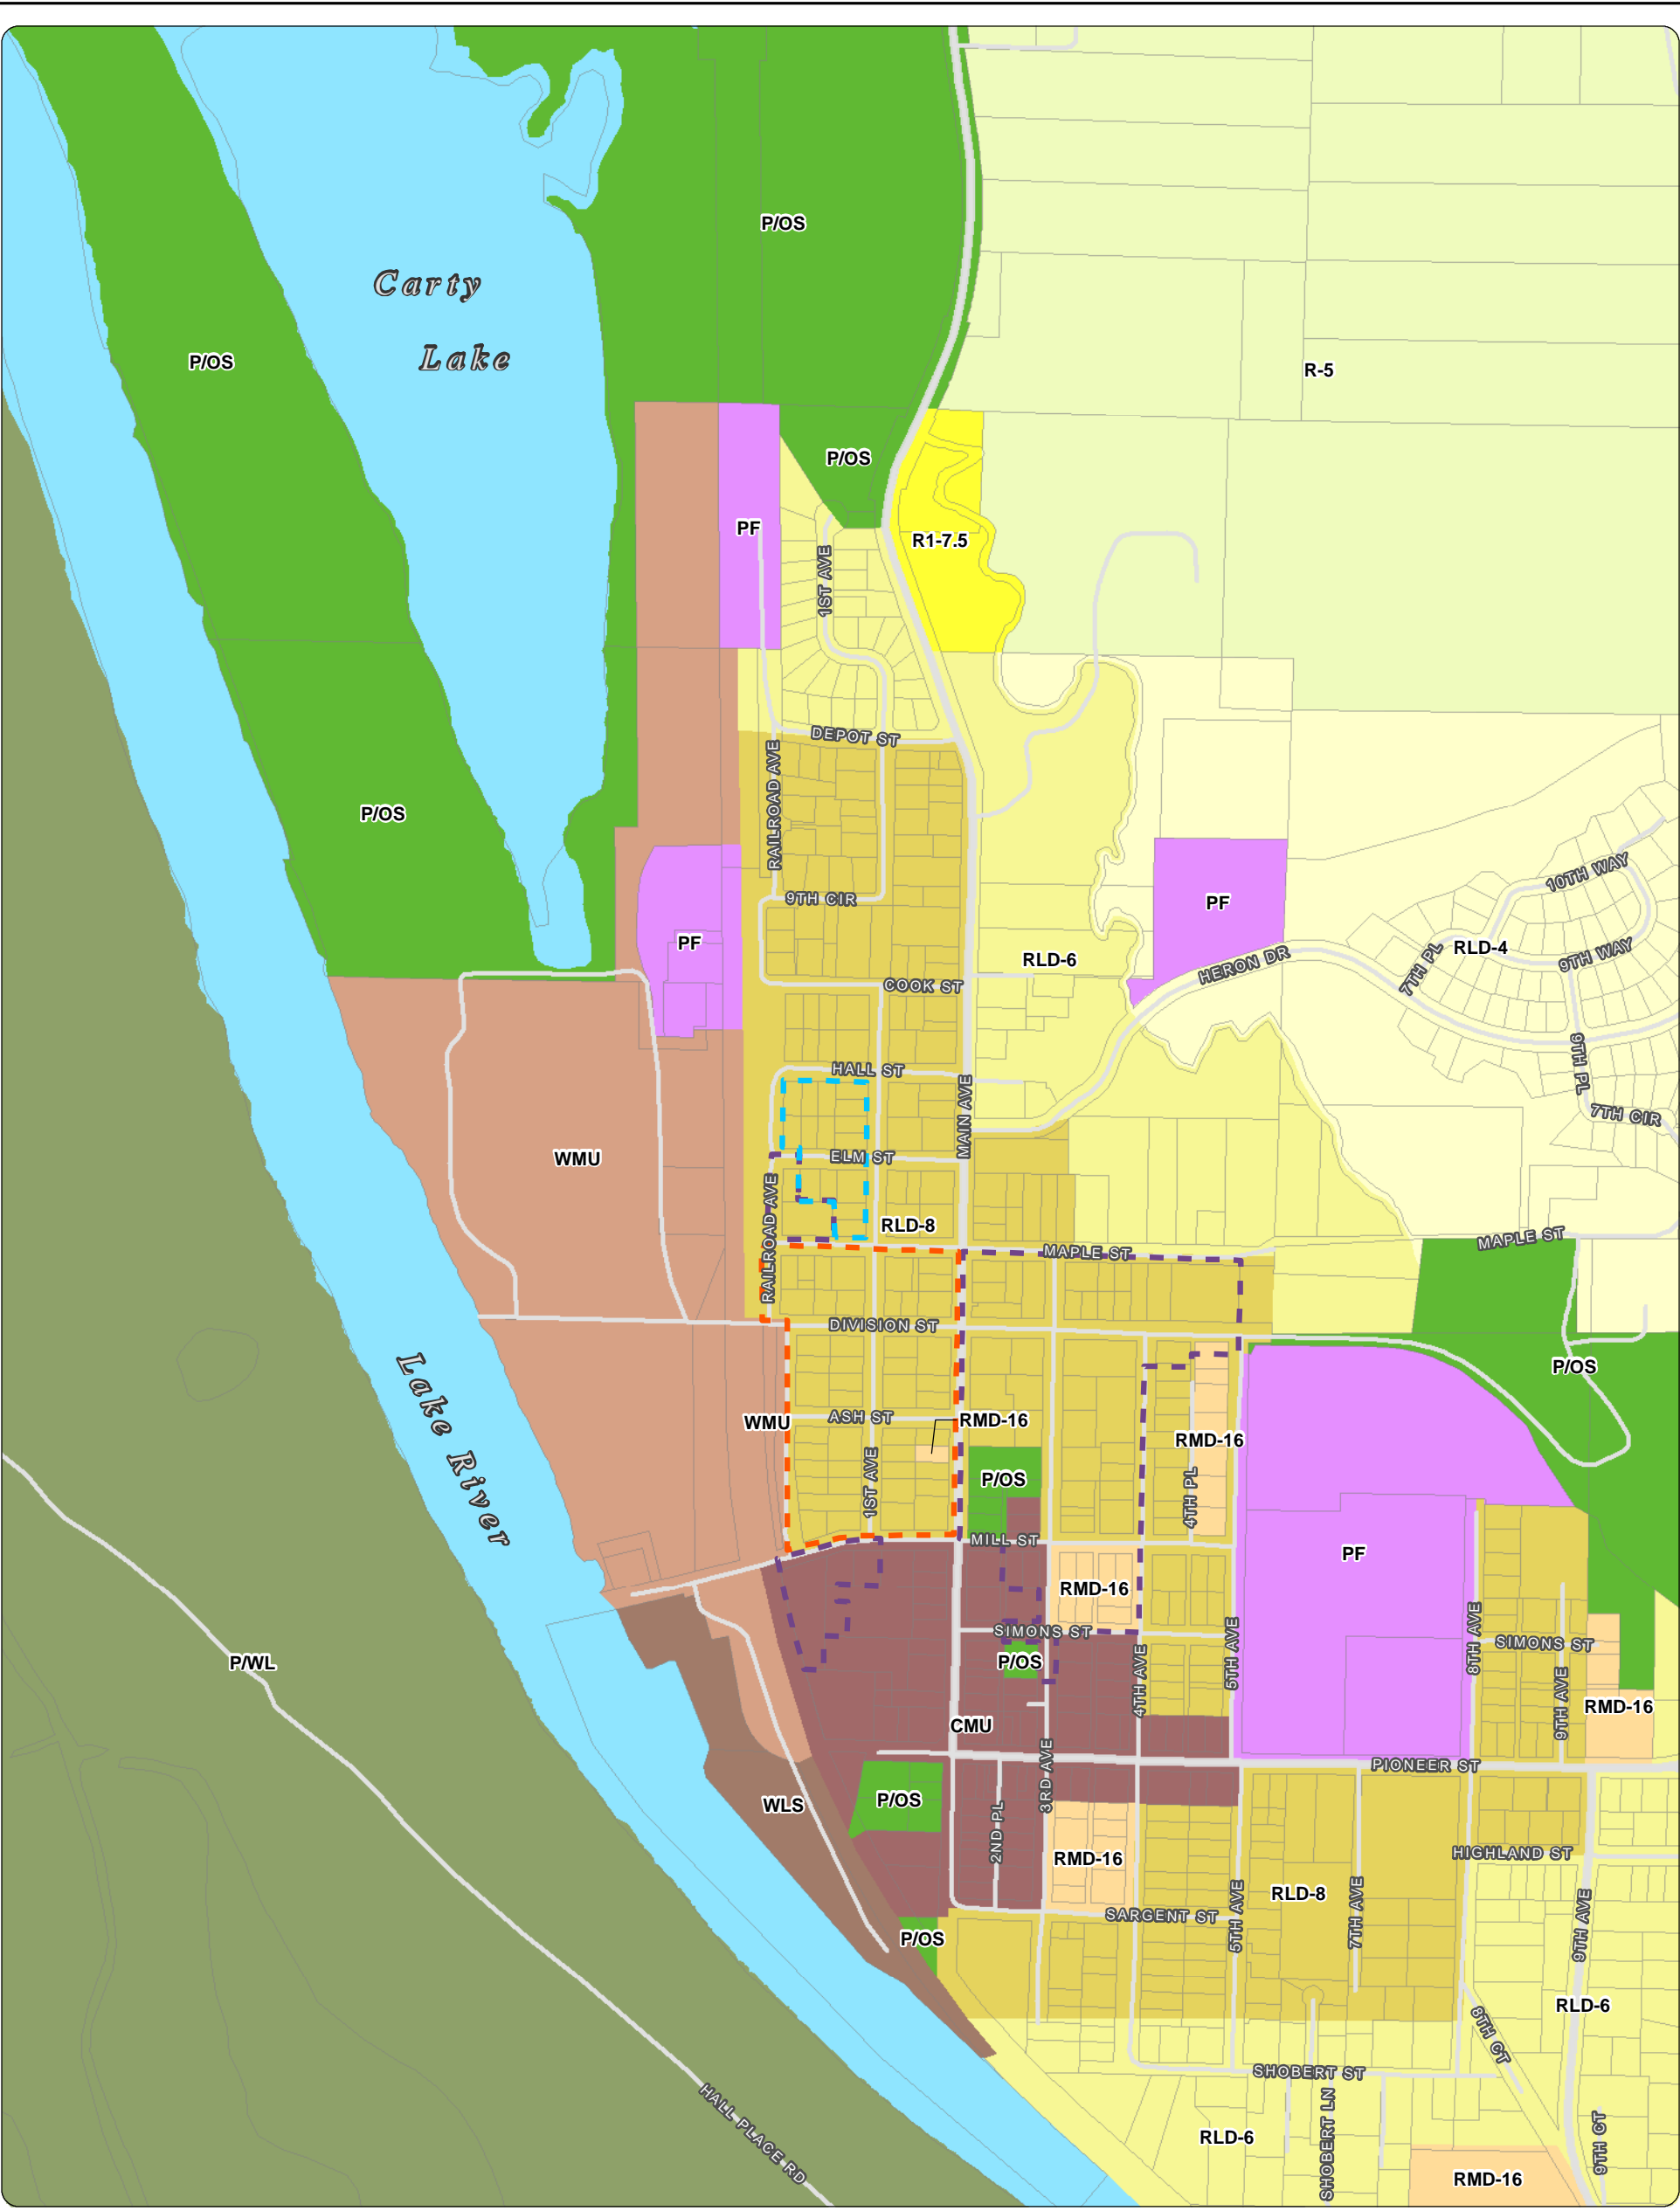 P/OS
Carty
Lake
P/OS
R-5
P/OS
PF
R1-7.5
1ST AVE
DEPOT ST
RAILROAD AVE
P/OS
10TH WAY
9TH CIR
PF
PF
RLD-4
RLD-6
7TH PL
9TH WAY
HERON DR
COOK ST
HALL ST
9TH PL
7TH CIR
MAIN AVE
WMU
ELM ST
RAILROAD AVE
RLD-8
MAPLE ST
MAPLE ST
DIVISION ST
P/OS
Lake River
WMU
ASH ST
RMD-16
RMD-16
P/OS
1ST AVE
4TH PL
MILL ST
PF
RMD-16
SIMONS ST
5TH AVE
8TH AVE
SIMONS ST
P/WL
P/OS
4TH AVE
9TH AVE
RMD-16
CMU
PIONEER ST
3RD AVE
P/OS
WLS
2ND PL
HIGHLAND ST
RMD-16
RLD-8
SARGENT ST
5TH AVE
7TH AVE
9TH AVE
P/OS
RLD-6
8TH CT
SHOBERT ST
HALL PLACE RD
RLD-6
SHOBERT LN
9TH CT
RMD-16